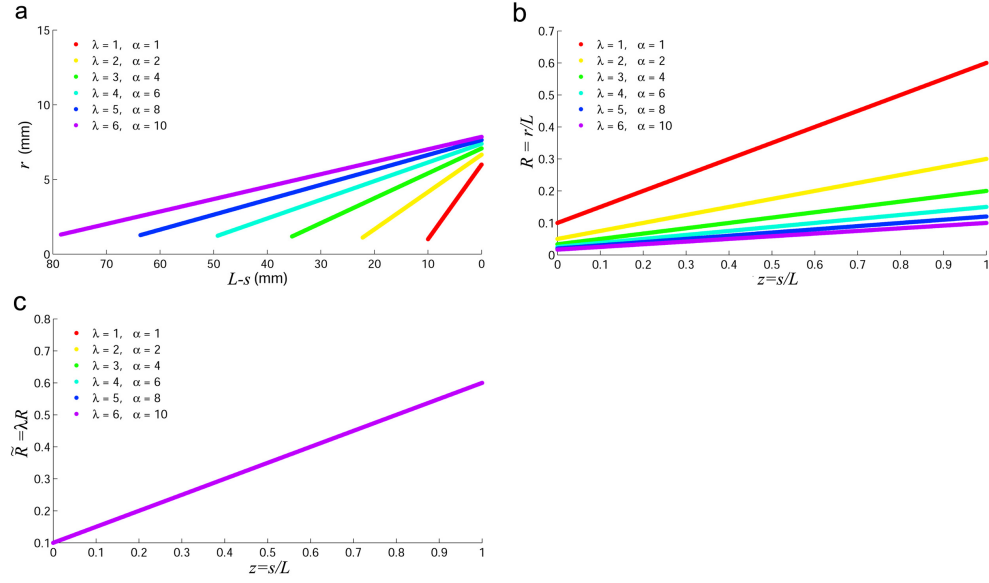 a
15
10
5
0
r (mm)
λ = 1, α = 1
λ = 2, α = 2
λ = 3, α = 4
λ = 4, α = 6
λ = 5, α = 8
λ = 6, α = 10
80 70 60 50 40 30 20 10 0
L-s (mm)
b
0.7
0.6
0.5
0.4
0.3
0.2
0.1
0
R = r/L
λ = 1, α = 1
λ = 2, α = 2
λ = 3, α = 4
λ = 4, α = 6
λ = 5, α = 8
λ = 6, α = 10
0 0.1 0.2 0.3 0.4 0.5 0.6 0.7 0.8 0.9 1
z=s/L
c
0.8
0.7
0.6
0.5
0.4
0.3
0.2
0.1
R̃ =λR
λ = 1, α = 1
λ = 2, α = 2
λ = 3, α = 4
λ = 4, α = 6
λ = 5, α = 8
λ = 6, α = 10
0 0.1 0.2 0.3 0.4 0.5 0.6 0.7 0.8 0.9 1
z=s/L